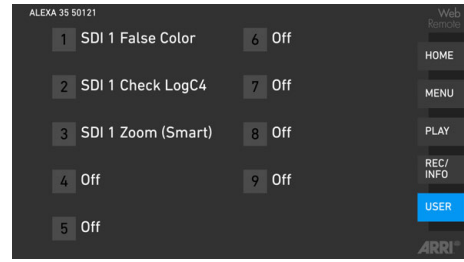 ALEXA 35 50121
Web
Remote
1 SDI 1 False Color
2 SDI 1 Check LogC4
3 SDI 1 Zoom (Smart)
4 Off
5 Off
6 Off
7 Off
8 Off
9 Off
HOME
MENU
PLAY
REC/
INFO
USER
ARRI